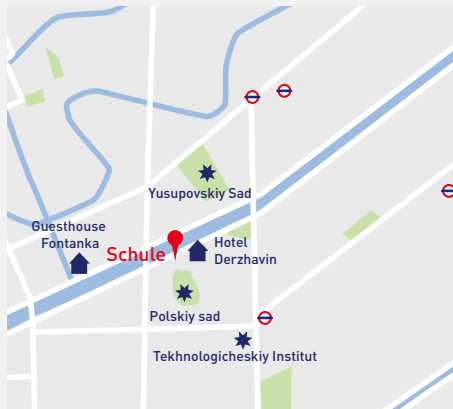 Yusupovskiy Sad
Guesthouse
Fontanka
Schule
Hotel
Derzhavin
Polskiy sad
Tekhnologicheskiy Institut